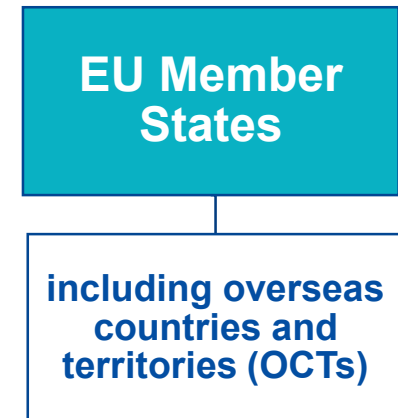 EU Member
States
including overseas
countries and
territories (OCTs)